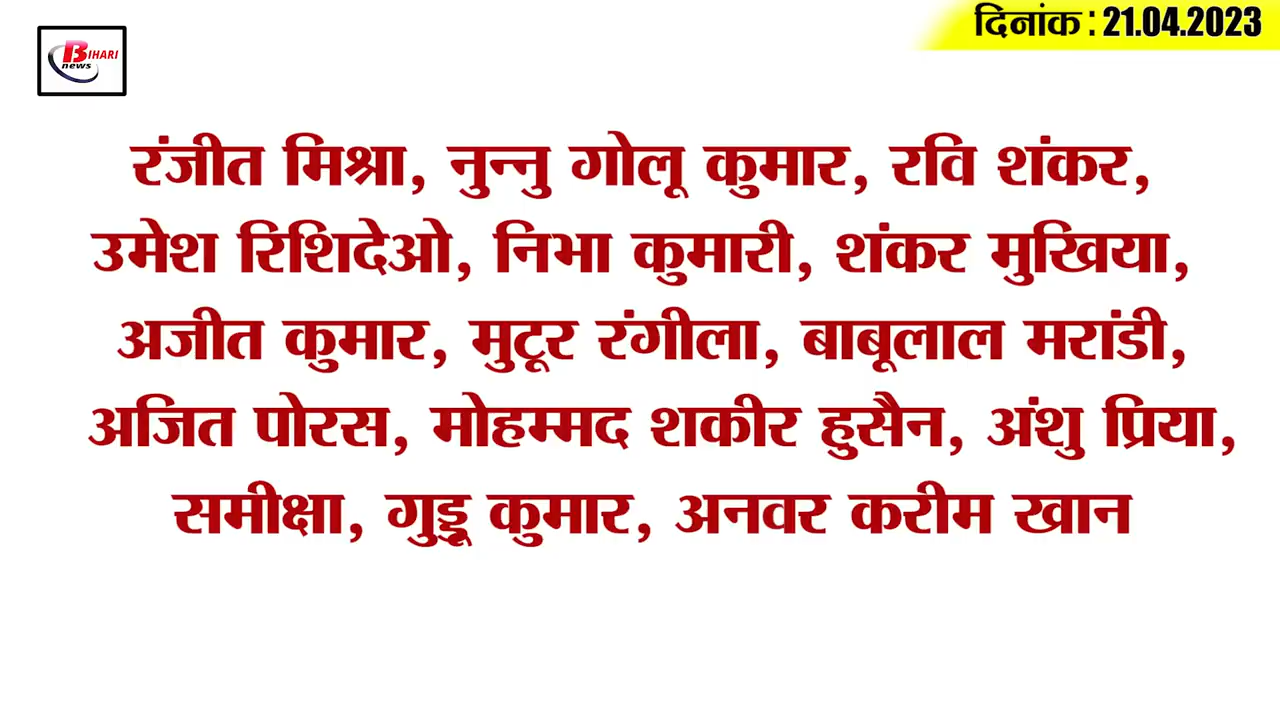 दिनांक : 21.04.2023
BIHARI
news
रंजीत मिश्रा, नुन्नु गोलू कुमार, रवि शंकर,
उमेश रिशिदेओ, निभा कुमारी, शंकर मुखिया,
अजीत कुमार, मुटूर रंगीला, बाबूलाल मरांडी,
अजित पोरस, मोहम्मद शकीर हुसैन, अंशु प्रिया,
समीक्षा, गुड्डू कुमार, अनवर करीम खान